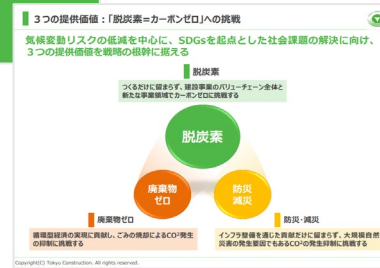 3つの提供価値：「脱炭素＝カーボンゼロ」への挑戦
気候変動リスクの低減を中心に、SDGsを起点とした社会課題の解決に向け、
3つの提供価値を戦略の根幹に据える
脱炭素
つくるだけに留まらず、建設事業のバリューチェーン全体と
新たな事業領域でカーボンゼロに挑戦する
脱炭素
廃棄物
ゼロ
防災
減災
廃棄物ゼロ
循環型経済の実現に貢献し、ごみの焼却によるCO²発生
の抑制に挑戦する
防災・減災
インフラ整備を通じた貢献だけに留まらず、大規模自然
災害の発生要因でもあるCO²の発生抑制に挑戦する
Copyright(C) Tokyu Construction. All rights reserved.